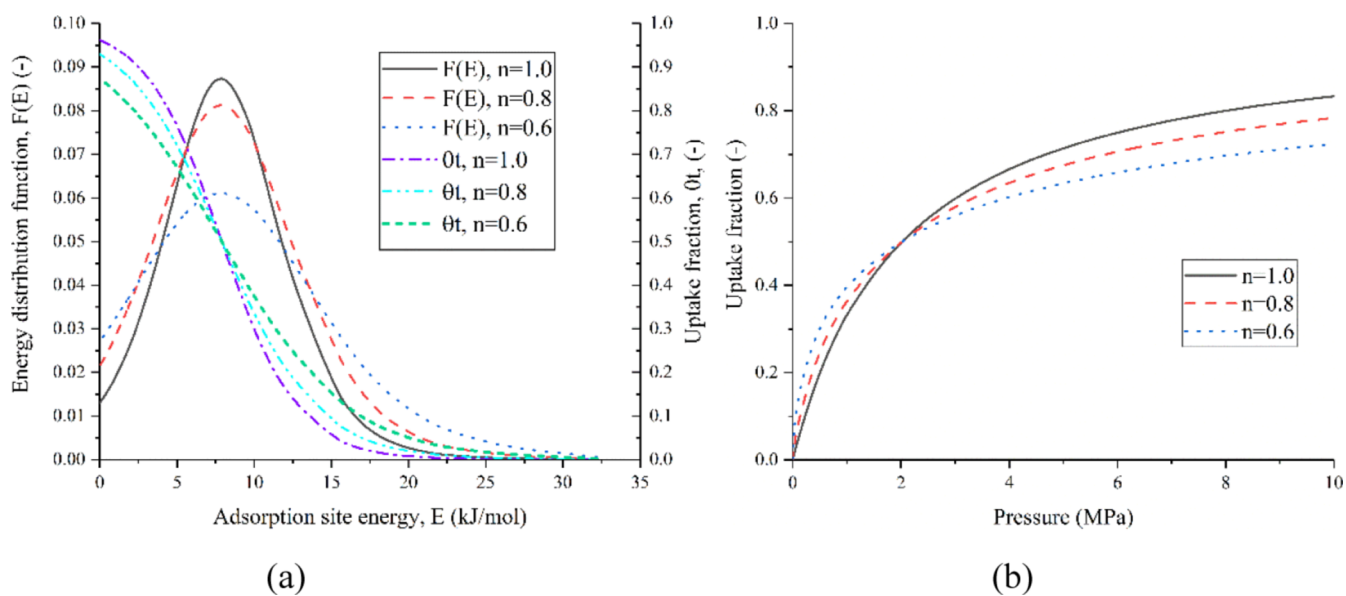 Energy distribution function, F(E) (-)
0.10
0.09
0.08
0.07
0.06
0.05
0.04
0.03
0.02
0.01
0.00
0
5
10
15
20
25
30
35
Adsorption site energy, E (kJ/mol)
1.0
0.9
0.8
0.7
0.6
0.5
0.4
0.3
0.2
0.1
0.0
Uptake fraction, θt, (-)
F(E), n=1.0
F(E), n=0.8
F(E), n=0.6
θt, n=1.0
θt, n=0.8
θt, n=0.6
(a)
Uptake fraction (-)
1.0
0.8
0.6
0.4
0.2
0.0
0
2
4
6
8
10
Pressure (MPa)
n=1.0
n=0.8
n=0.6
(b)